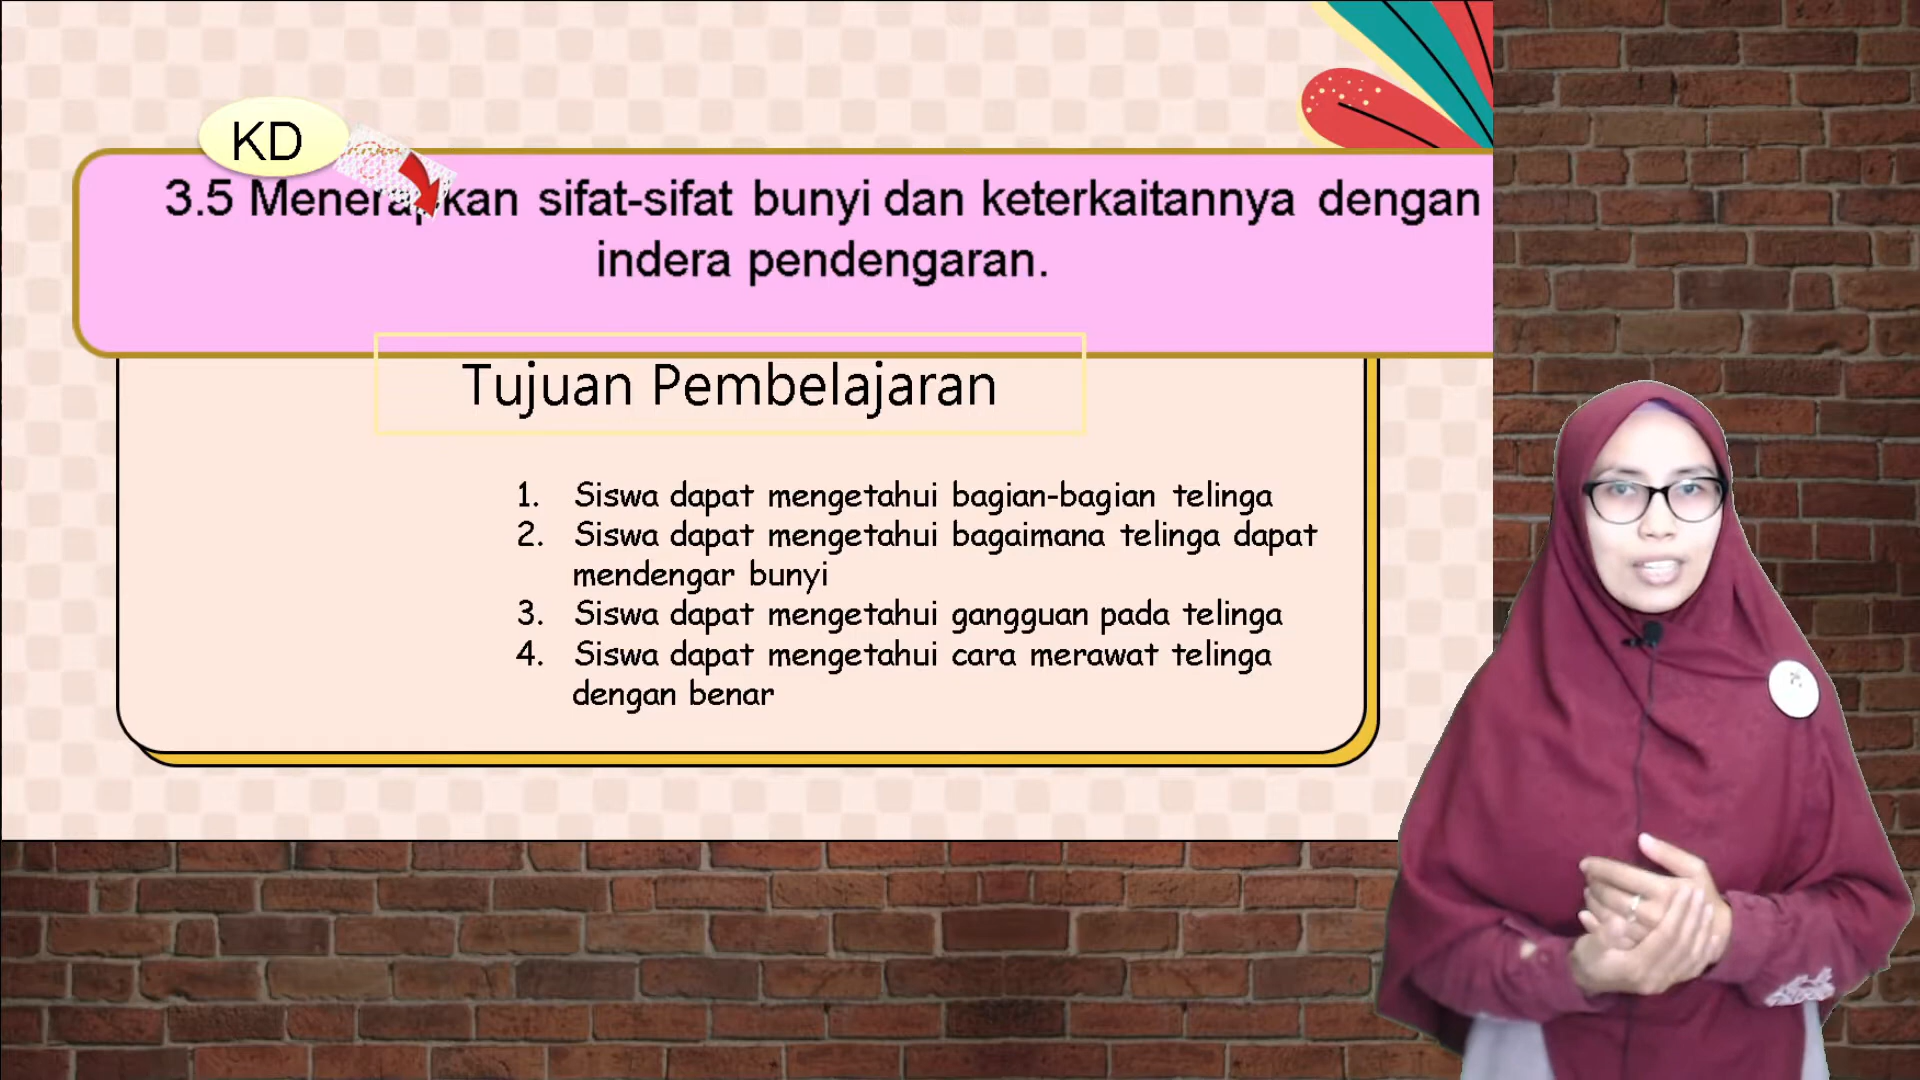 KD
3.5 Menerapkan sifat-sifat bunyi dan keterkaitannya dengan
indera pendengaran.
Tujuan Pembelajaran
1. Siswa dapat mengetahui bagian-bagian telinga
2. Siswa dapat mengetahui bagaimana telinga dapat
mendengar bunyi
3. Siswa dapat mengetahui gangguan pada telinga
4. Siswa dapat mengetahui cara merawat telinga
dengan benar